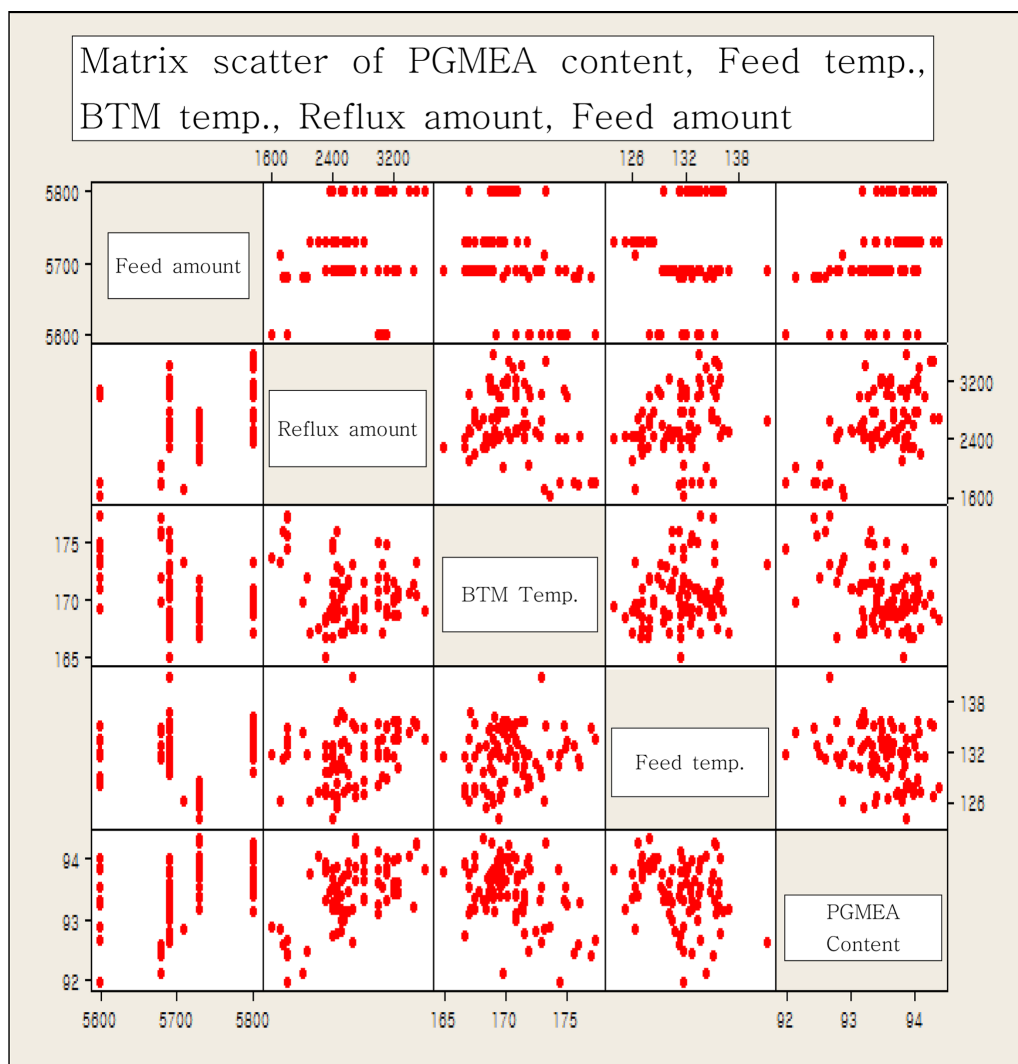 Matrix scatter of PGMEA content, Feed temp.,
BTM temp., Reflux amount, Feed amount
1600 2400 3200 126 132 138
5800
5700
5600
Feed amount
Reflux amount
3200
2400
1600
175
170
165
BTM Temp.
Feed temp.
138
132
126
94
93
92
PGMEA
Content
5600 5700 5800 165 170 175 92 93 94